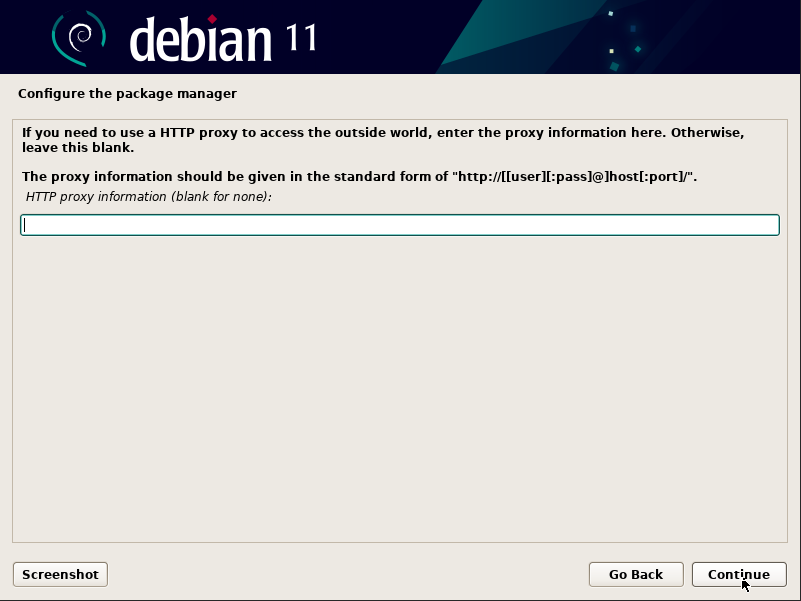 debian 11
Configure the package manager
If you need to use a HTTP proxy to access the outside world, enter the proxy information here. Otherwise,
leave this blank.
The proxy information should be given in the standard form of "http://[[user][:pass]@]host[:port]/".
HTTP proxy information (blank for none):
Screenshot
Go Back
Continue